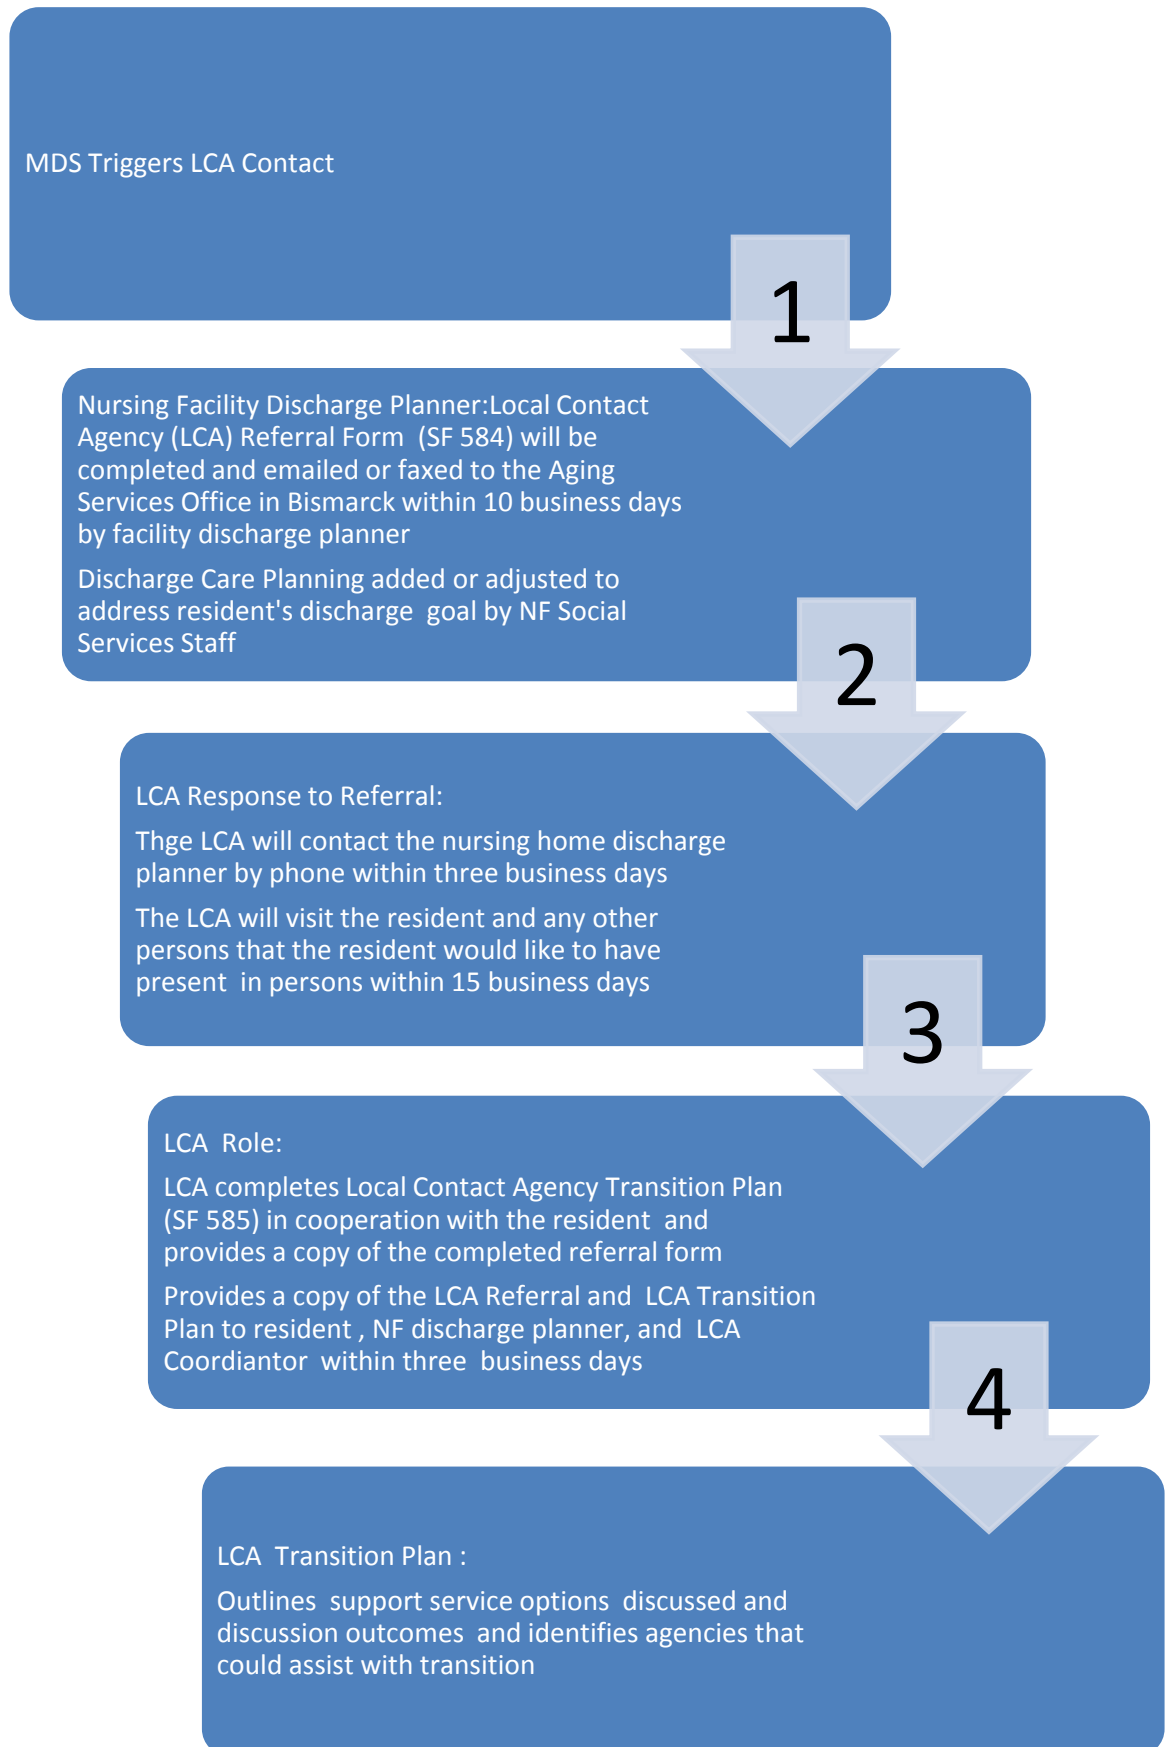 MDS Triggers LCA Contact
1
Nursing Facility Discharge Planner:Local Contact
Agency (LCA) Referral Form (SF 584) will be
completed and emailed or faxed to the Aging
Services Office in Bismarck within 10 business days
by facility discharge planner
Discharge Care Planning added or adjusted to
address resident's discharge goal by NF Social
Services Staff
2
LCA Response to Referral:
Thge LCA will contact the nursing home discharge
planner by phone within three business days
The LCA will visit the resident and any other
persons that the resident would like to have
present in persons within 15 business days
3
LCA Role:
LCA completes Local Contact Agency Transition Plan
(SF 585) in cooperation with the resident and
provides a copy of the completed referral form
Provides a copy of the LCA Referral and LCA Transition
Plan to resident , NF discharge planner, and LCA
Coordiantor within three business days
4
LCA Transition Plan :
Outlines support service options discussed and
discussion outcomes and identifies agencies that
could assist with transition